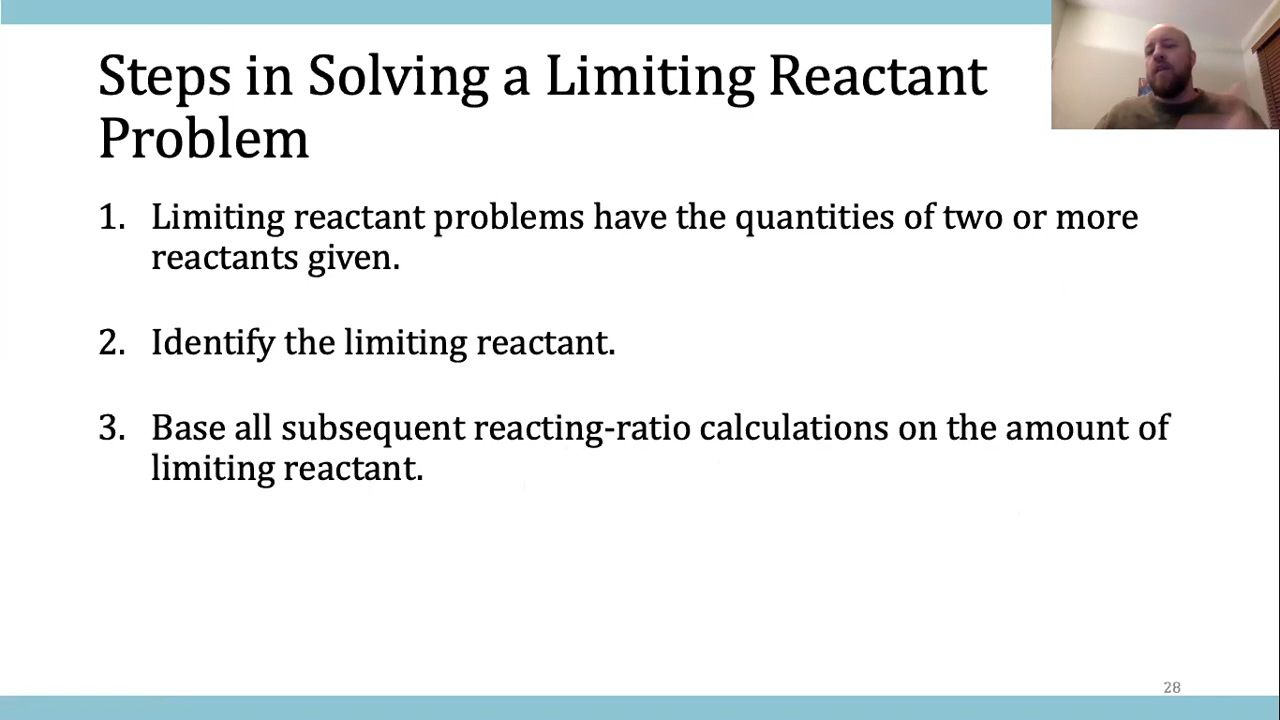 Steps in Solving a Limiting Reactant
Problem
1. Limiting reactant problems have the quantities of two or more
reactants given.
2. Identify the limiting reactant.
3. Base all subsequent reacting-ratio calculations on the amount of
limiting reactant.
28